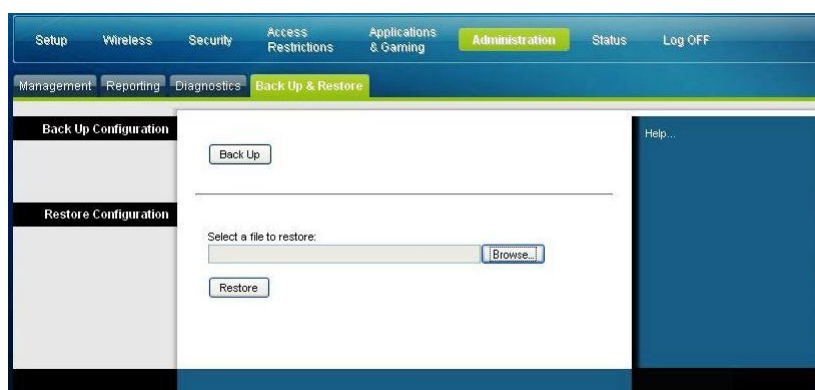 Setup Wireless Security Access Restrictions Applications & Gaming Administration Status Log OFF
Management Reporting Diagnostics Back Up & Restore
Back Up Configuration
Back Up
Help...
Restore Configuration
Select a file to restore:
Browse...
Restore